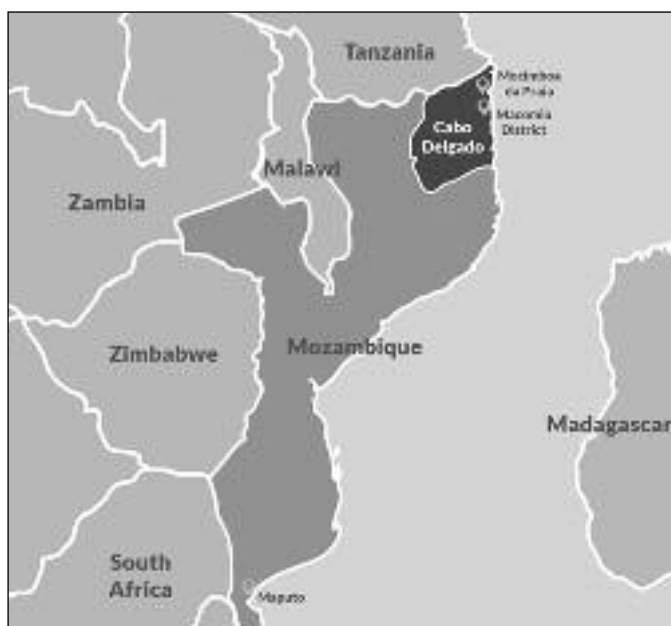 Tanzania
Mocimboa
da Praia
Macomia
District
Cabo
Delgado
Malawi
Zambia
Zimbabwe
Mozambique
Madagascar
South
Africa
Maputo